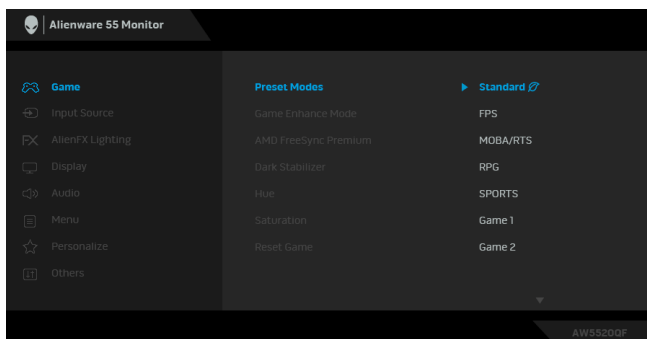 Alienware 55 Monitor
Game
Input Source
AlienFX Lighting
Display
Audio
Menu
Personalize
Others
Preset Modes
Game Enhance Mode
AMD FreeSync Premium
Dark Stabilizer
Hue
Saturation
Reset Game
Standard
FPS
MOBA/RTS
RPG
SPORTS
Game 1
Game 2
AW5520QF